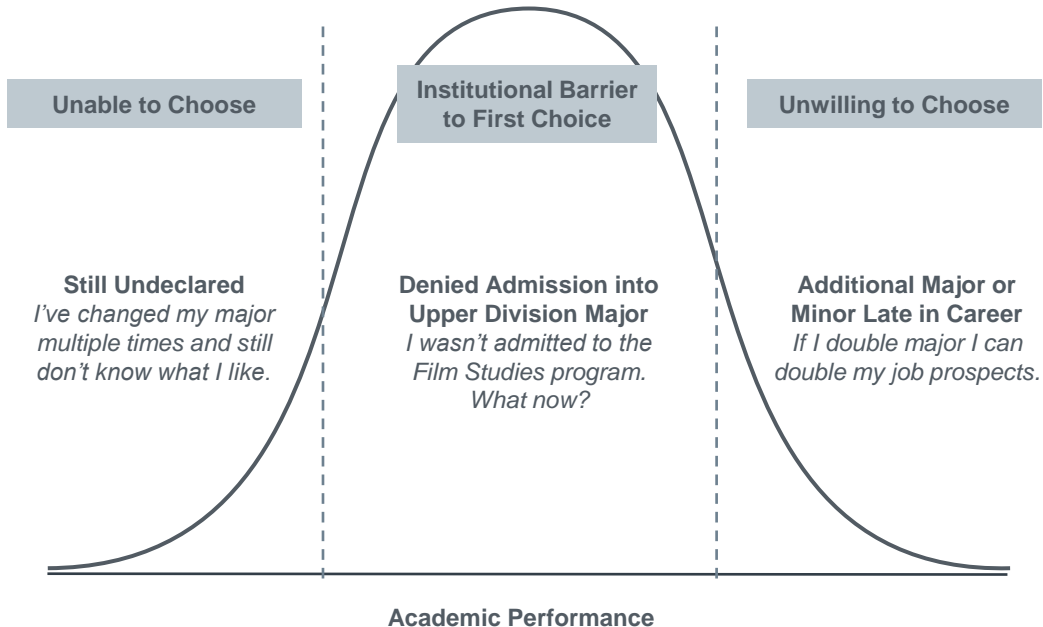 Unable to Choose
Institutional Barrier
to First Choice
Unwilling to Choose
Still Undeclared
I’ve changed my major
multiple times and still
don’t know what I like.
Denied Admission into
Upper Division Major
I wasn’t admitted to the
Film Studies program.
What now?
Additional Major or
Minor Late in Career
If I double major I can
double my job prospects.
Academic Performance